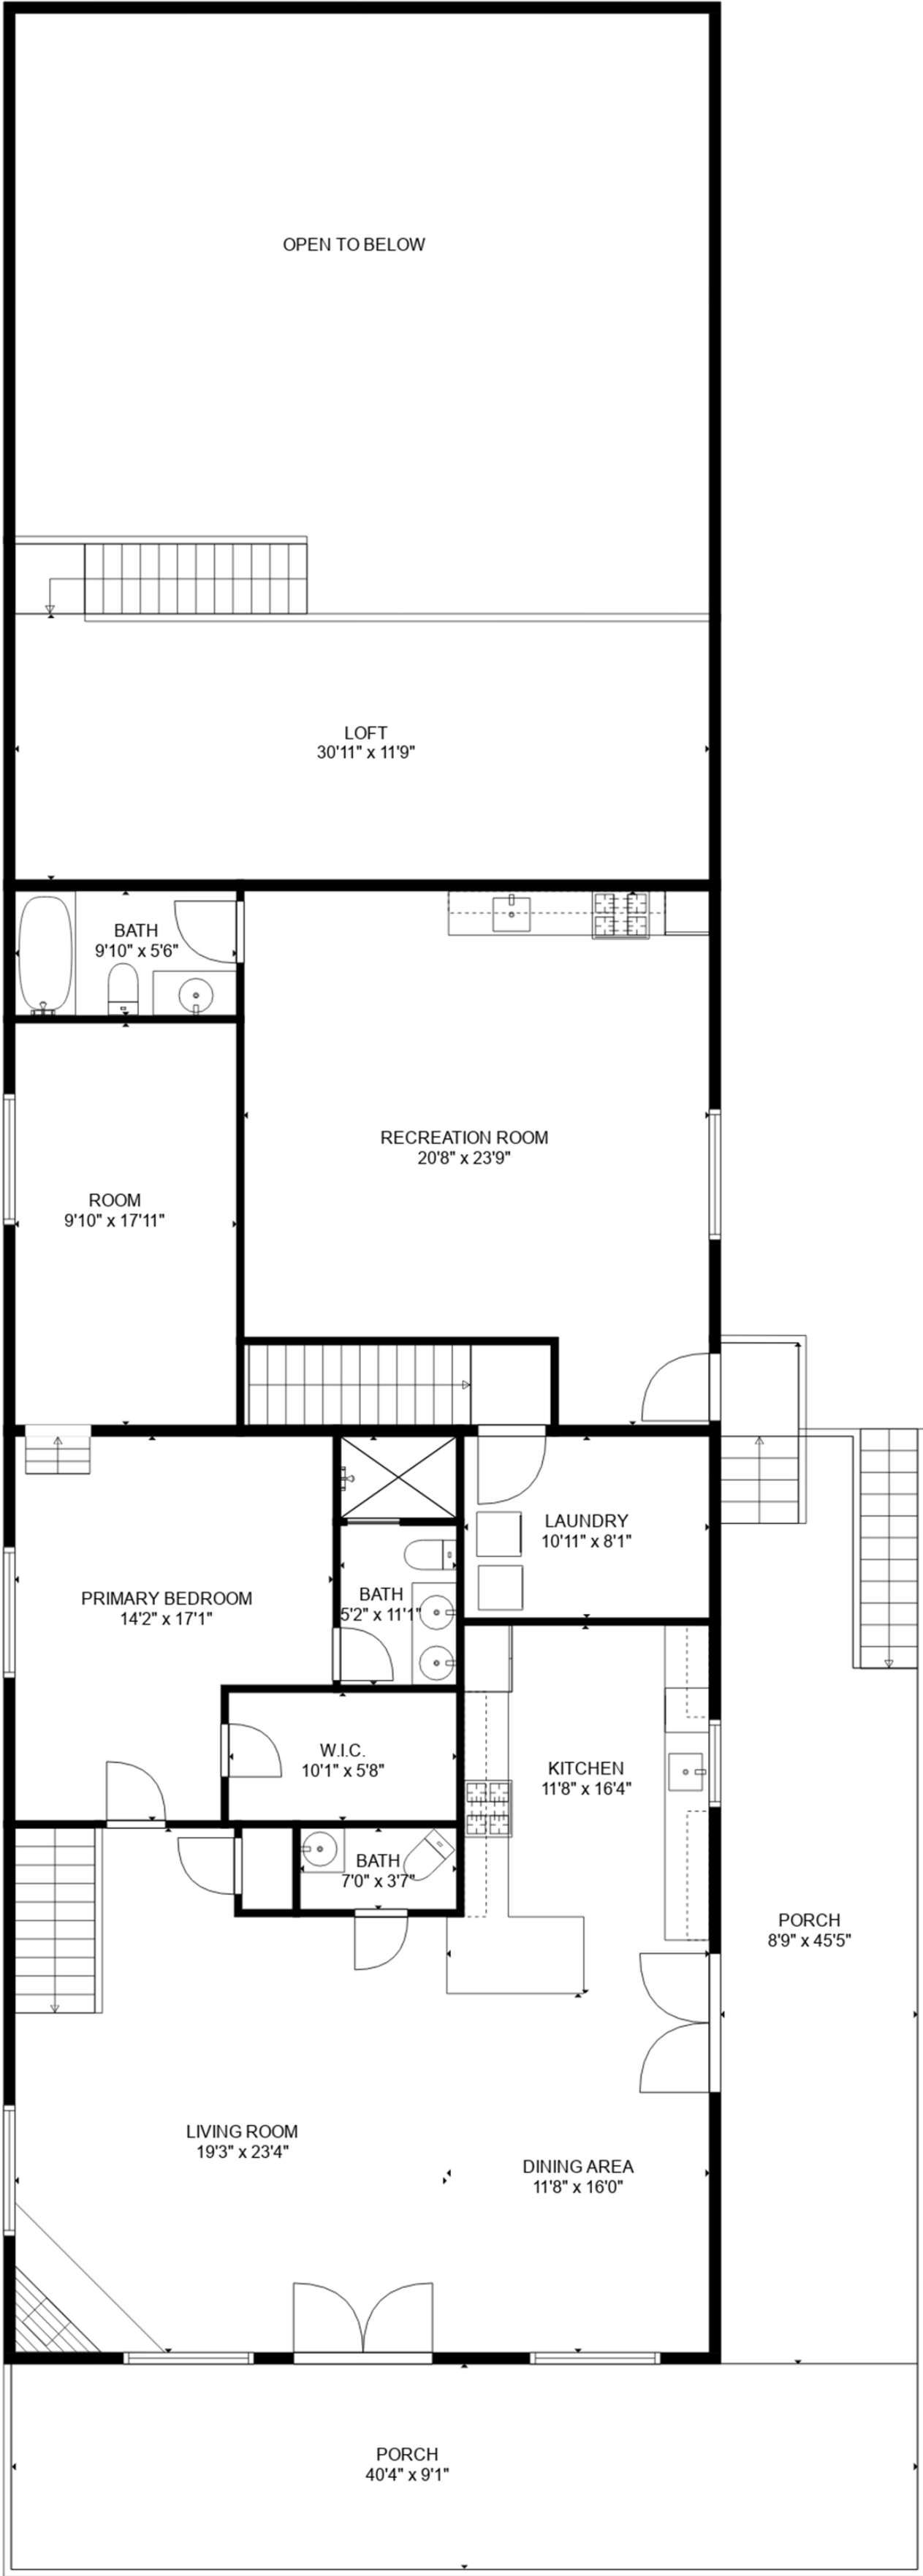 OPEN TO BELOW
LOFT
30'11" x 11'9"
BATH
9'10" x 5'6"
RECREATION ROOM
20'8" x 23'9"
ROOM
9'10" x 17'11"
LAUNDRY
10'11" x 8'1"
PRIMARY BEDROOM
14'2" x 17'1"
BATH
5'2" x 11'1"
W.I.C.
10'1" x 5'8"
KITCHEN
11'8" x 16'4"
BATH
7'0" x 3'7"
PORCH
8'9" x 45'5"
LIVING ROOM
19'3" x 23'4"
DINING AREA
11'8" x 16'0"
PORCH
40'4" x 9'1"